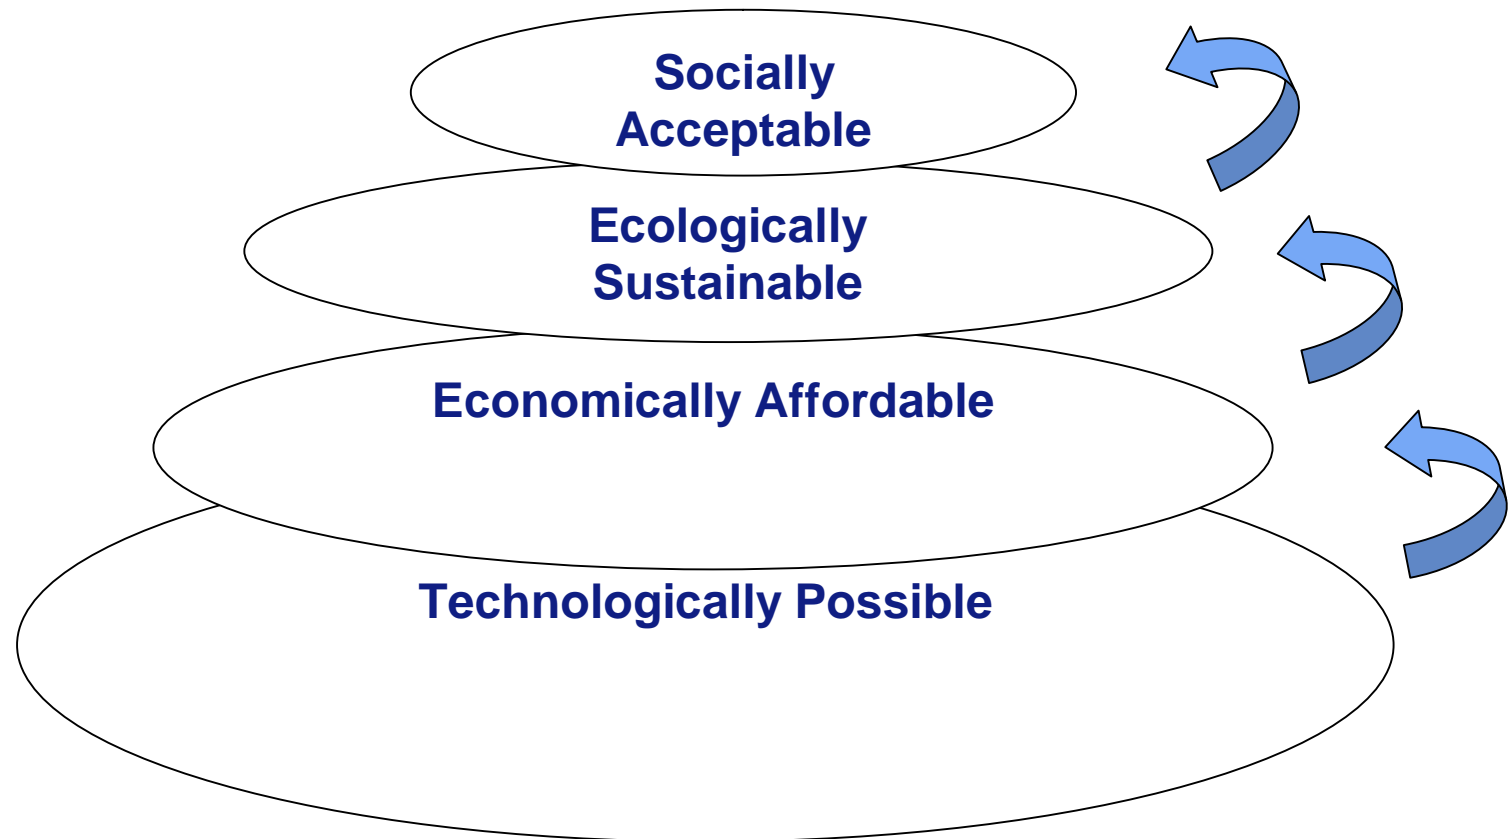 Socially
Acceptable
Ecologically
Sustainable
Economically Affordable
Technologically Possible